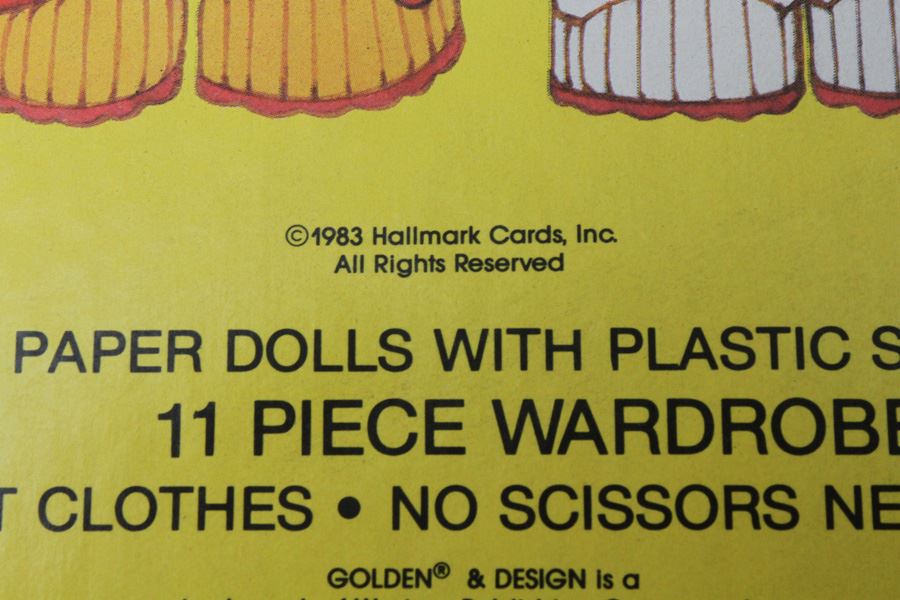 ©1983 Hallmark Cards, Inc.
All Rights Reserved
PAPER DOLLS WITH PLASTIC S
11 PIECE WARDROBE
T CLOTHES • NO SCISSORS NE
GOLDEN® & DESIGN is a